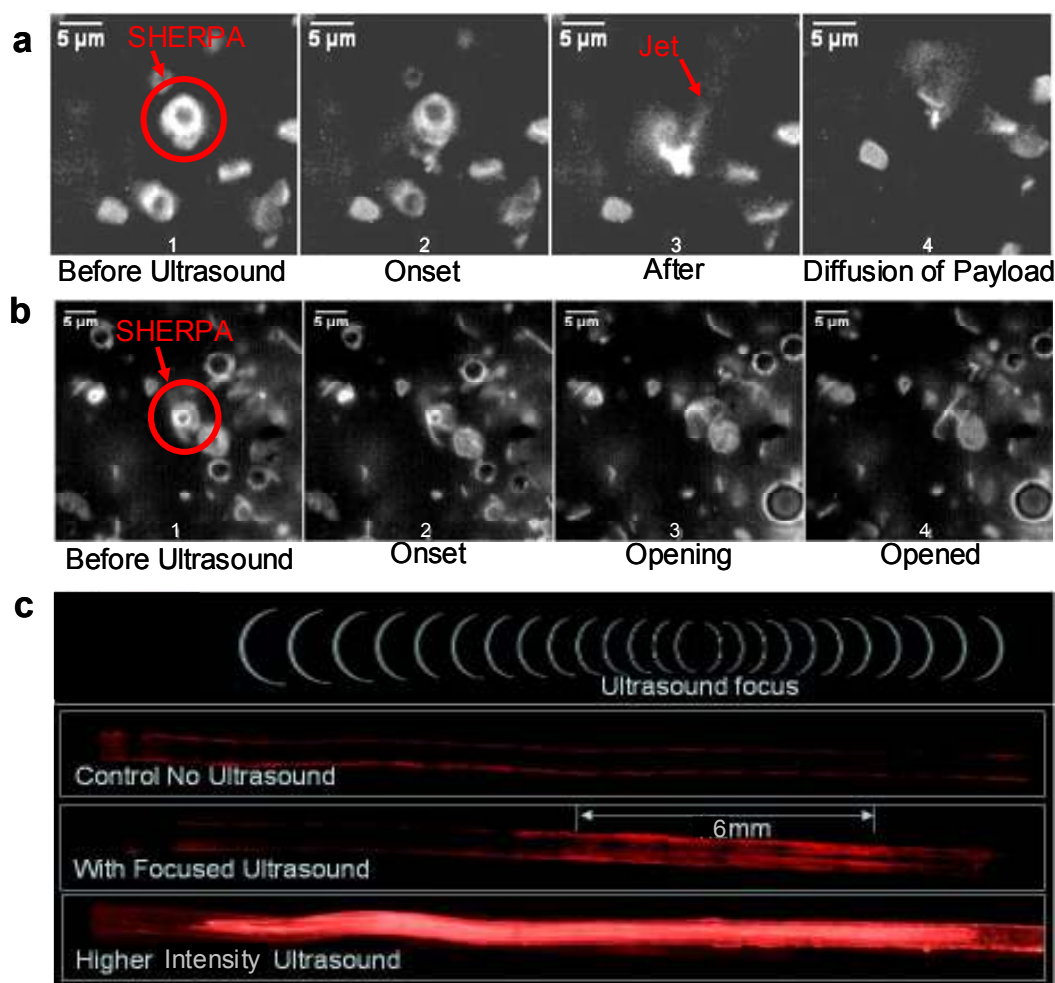 a
5 µm
SHERPA
1
Before Ultrasound
5 µm
2
Onset
5 µm
Jet
3
After
5 µm
4
Diffusion of Payload
b
5 µm
SHERPA
1
Before Ultrasound
5 µm
2
Onset
5 µm
3
Opening
5 µm
4
Opened
c
Ultrasound focus
Control No Ultrasound
6mm
With Focused Ultrasound
Higher Intensity Ultrasound